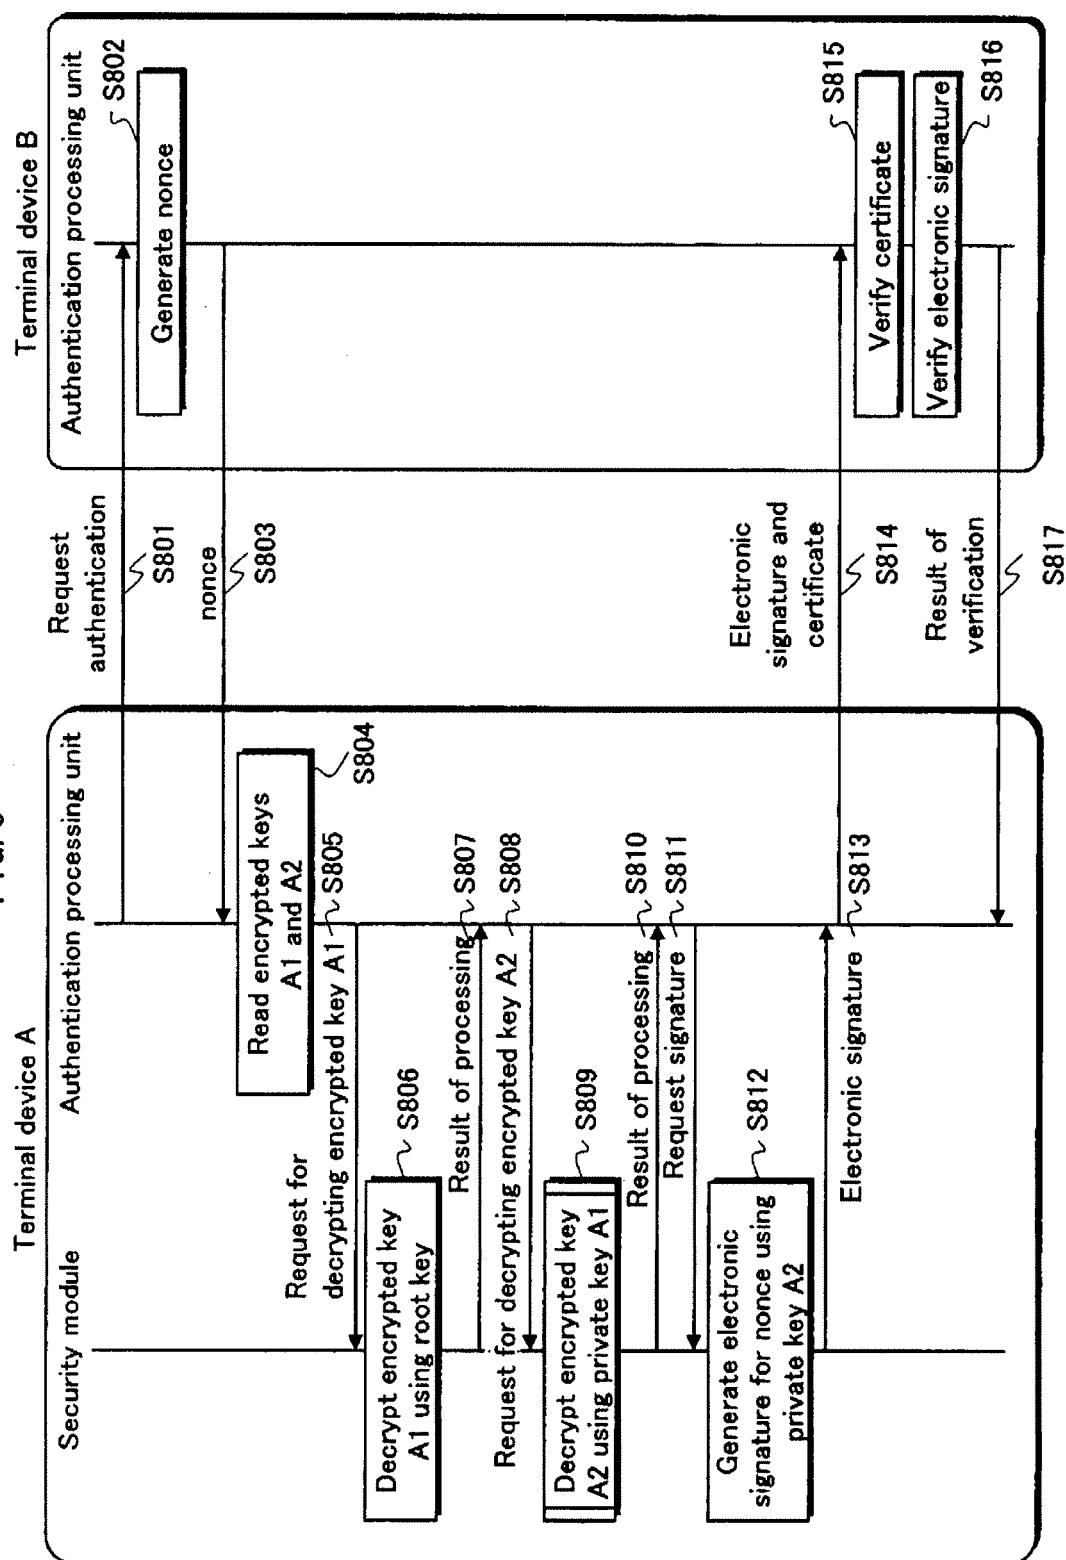 Terminal device A
Terminal device B
Security module
Authentication processing unit
Authentication processing unit
Request
authentication
S801
S802
Generate nonce
nonce
S803
Read encrypted keys
A1 and A2
S804
Request for
decrypting encrypted key A1
S805
Decrypt encrypted key
A1 using root key
S806
Result of processing
S807
Request for decrypting encrypted key A2
S808
Decrypt encrypted key
A2 using private key A1
S809
Result of processing
S810
Request signature
S811
Generate electronic
signature for nonce using
private key A2
S812
Electronic signature
S813
Electronic
signature and
certificate
S814
Verify certificate
S815
Verify electronic signature
S816
Result of
verification
S817